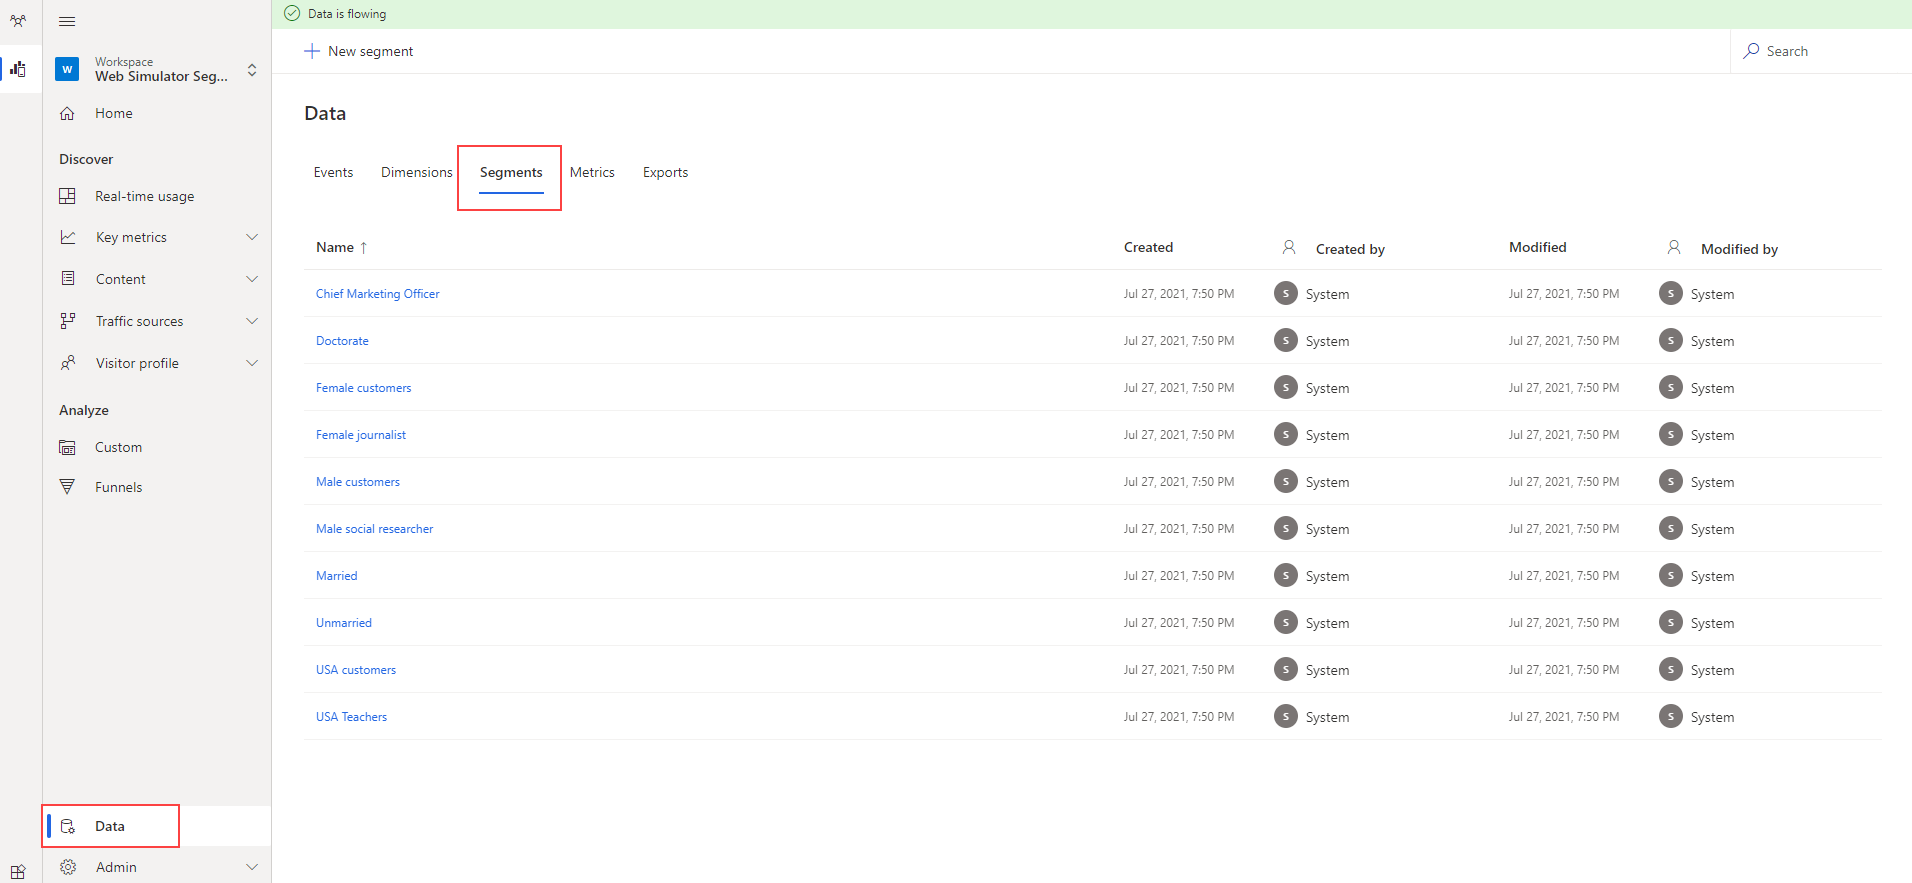 Data is flowing
New segment
Search
W
Workspace
Web Simulator Seg...
Home
Discover
Real-time usage
Key metrics
Content
Traffic sources
Visitor profile
Analyze
Custom
Funnels
Data
Admin
Data
Events Dimensions Segments Metrics Exports
Name ↑ Created Created by Modified Modified by
Chief Marketing Officer Jul 27, 2021, 7:50 PM S System Jul 27, 2021, 7:50 PM S System
Doctorate Jul 27, 2021, 7:50 PM S System Jul 27, 2021, 7:50 PM S System
Female customers Jul 27, 2021, 7:50 PM S System Jul 27, 2021, 7:50 PM S System
Female journalist Jul 27, 2021, 7:50 PM S System Jul 27, 2021, 7:50 PM S System
Male customers Jul 27, 2021, 7:50 PM S System Jul 27, 2021, 7:50 PM S System
Male social researcher Jul 27, 2021, 7:50 PM S System Jul 27, 2021, 7:50 PM S System
Married Jul 27, 2021, 7:50 PM S System Jul 27, 2021, 7:50 PM S System
Unmarried Jul 27, 2021, 7:50 PM S System Jul 27, 2021, 7:50 PM S System
USA customers Jul 27, 2021, 7:50 PM S System Jul 27, 2021, 7:50 PM S System
USA Teachers Jul 27, 2021, 7:50 PM S System Jul 27, 2021, 7:50 PM S System